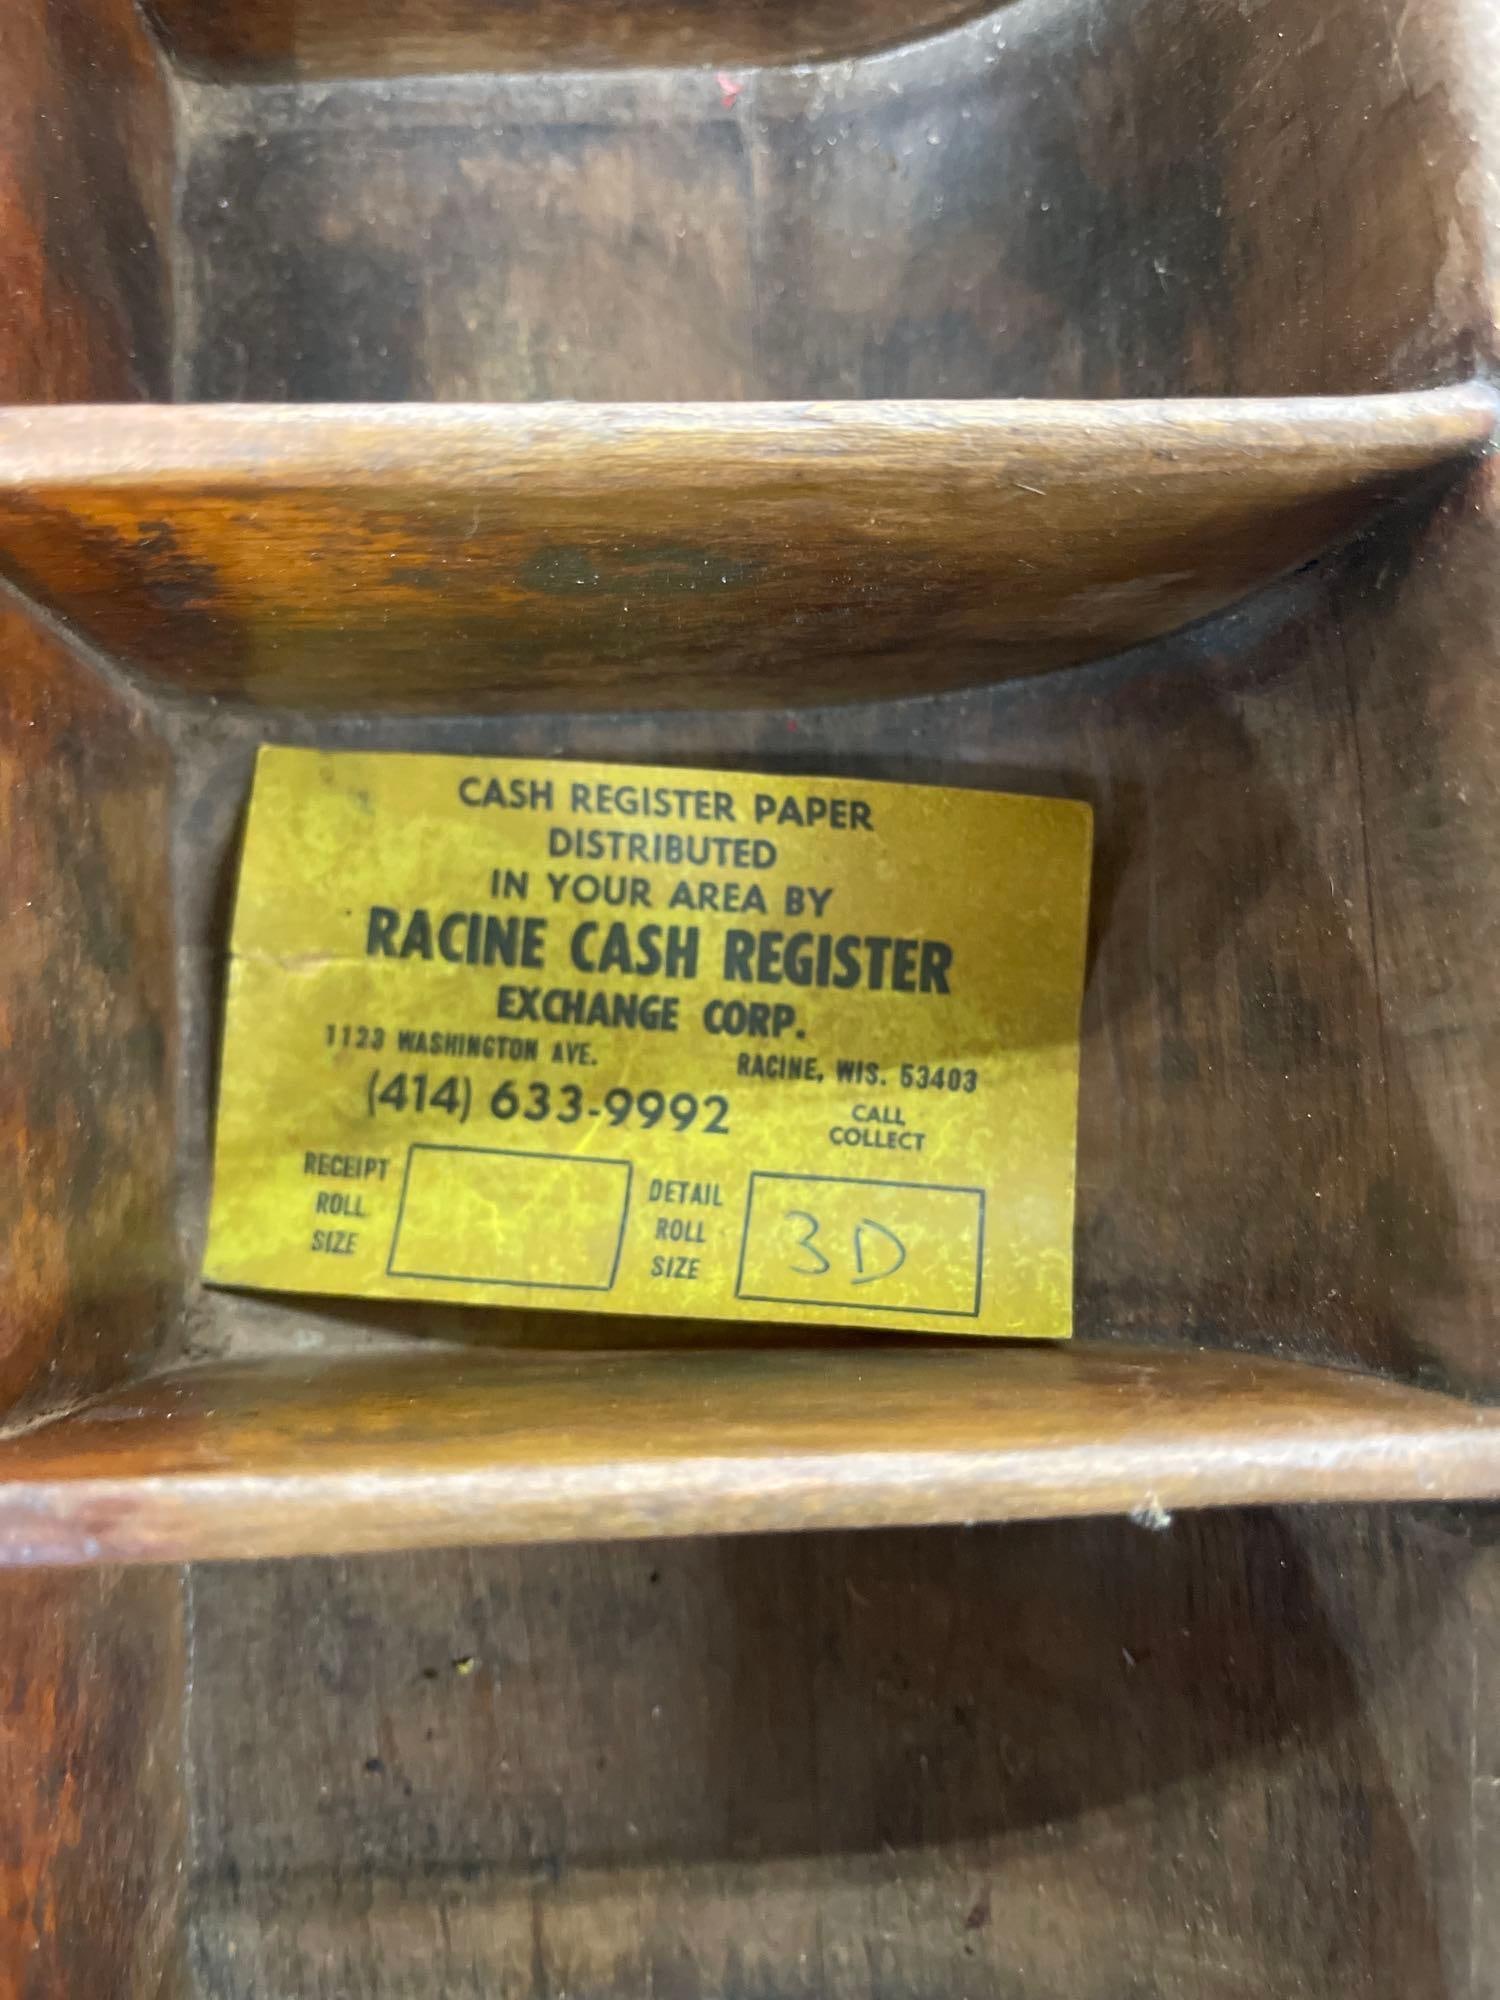 CASH REGISTER PAPER
DISTRIBUTED
IN YOUR AREA BY
RACINE CASH REGISTER
EXCHANGE CORP.
1123 WASHINGTON AVE. RACINE, WIS. 53403
(414) 633-9992 CALL COLLECT
RECEIPT ROLL SIZE
DETAIL ROLL SIZE 3D